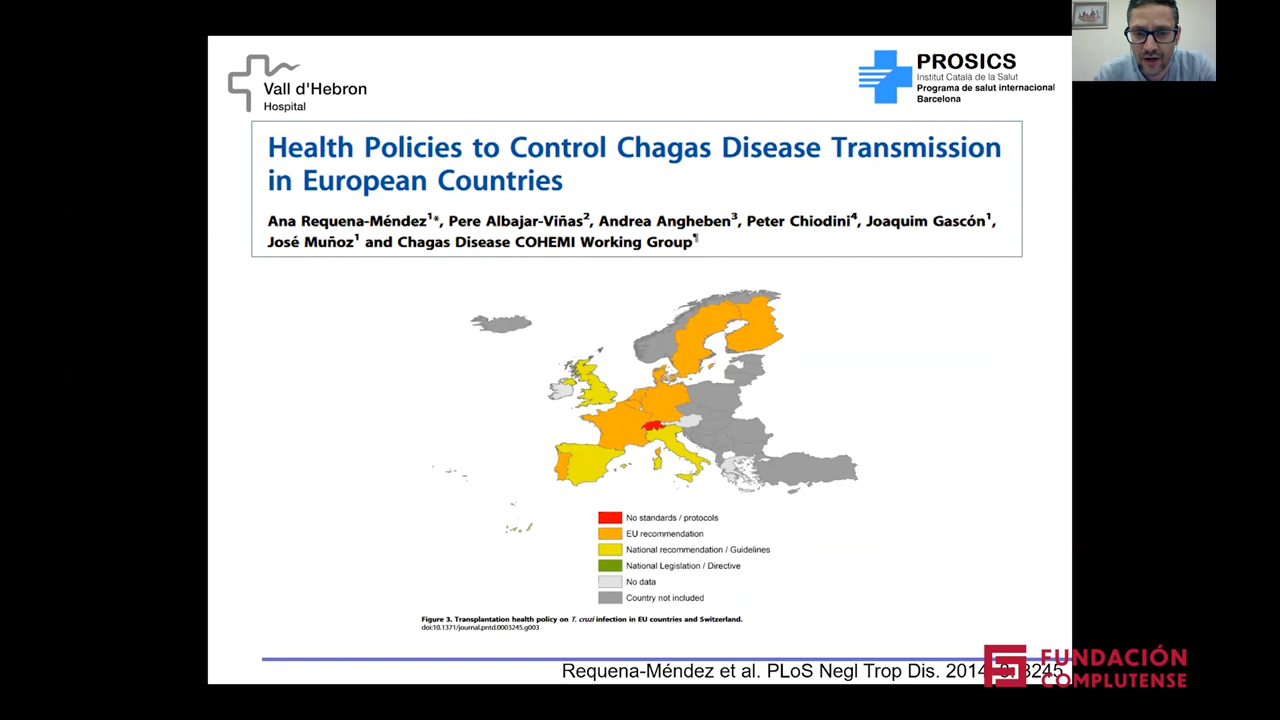 Vall d'Hebron
Hospital
PROSICS
Institut Català de la Salut
Programa de salut internacional
Barcelona
Health Policies to Control Chagas Disease Transmission
in European Countries
Ana Requena-Méndez1*, Pere Albajar-Viñas2, Andrea Angheben3, Peter Chiodini4, Joaquim Gascón1,
José Muñoz1 and Chagas Disease COHEMI Working Group¶
No standards / protocols
EU recommendation
National recommendation / Guidelines
National Legislation / Directive
No data
Country not included
Figure 3. Transplantation health policy on T. cruzi infection in EU countries and Switzerland.
doi:10.1371/journal.pntd.0003245.g003
Requena-Méndez et al. PLoS Negl Trop Dis. 2014
FUNDACIÓN
COMPLUTENSE